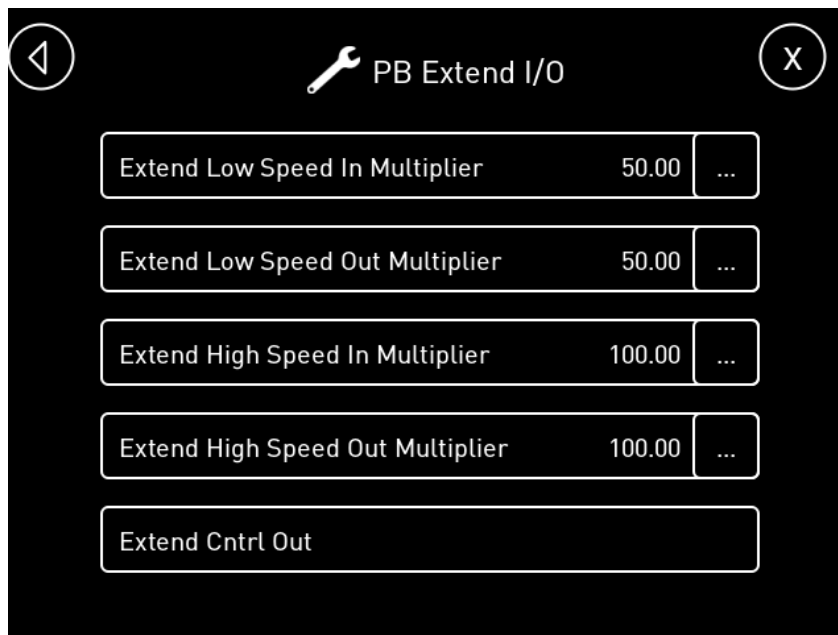 PB Extend I/O
X
Extend Low Speed In Multiplier 50.00 ...
Extend Low Speed Out Multiplier 50.00 ...
Extend High Speed In Multiplier 100.00 ...
Extend High Speed Out Multiplier 100.00 ...
Extend Cntrl Out